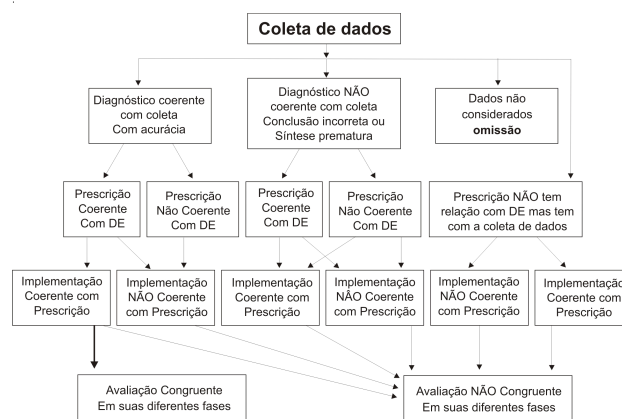 Coleta de dados
Diagnóstico coerente
com coleta
Com acurácia
Diagnóstico NÃO
coerente com coleta
Conclusão incorreta ou
Síntese prematura
Dados não
considerados
omissão
Prescrição
Coerente
Com DE
Prescrição
Não Coerente
Com DE
Prescrição
Coerente
Com DE
Prescrição
Não Coerente
Com DE
Prescrição NÃO tem
relação com DE mas tem
com a coleta de dados
Implementação
Coerente com
Prescrição
Implementação
NÃO Coerente
com Prescrição
Implementação
Coerente com
Prescrição
Implementação
NÃO Coerente
com Prescrição
Implementação
NÃO Coerente
com Prescrição
Implementação
Coerente com
Prescrição
Avaliação Congruente
Em suas diferentes fases
Avaliação NÃO Congruente
Em suas diferentes fases